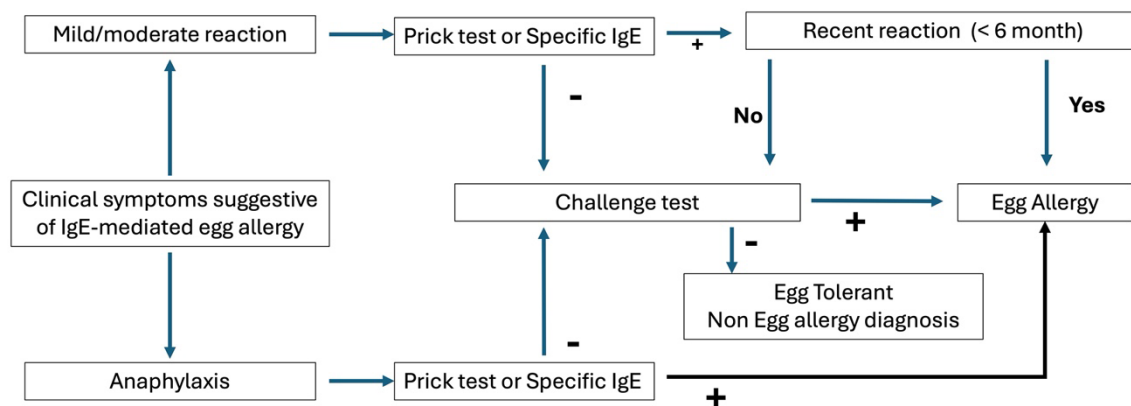 Mild/moderate reaction
Prick test or Specific IgE
+
Recent reaction (< 6 month)
-
No
Yes
Clinical symptoms suggestive
of IgE-mediated egg allergy
Challenge test
+
Egg Allergy
-
Egg Tolerant
Non Egg allergy diagnosis
-
Anaphylaxis
Prick test or Specific IgE
+